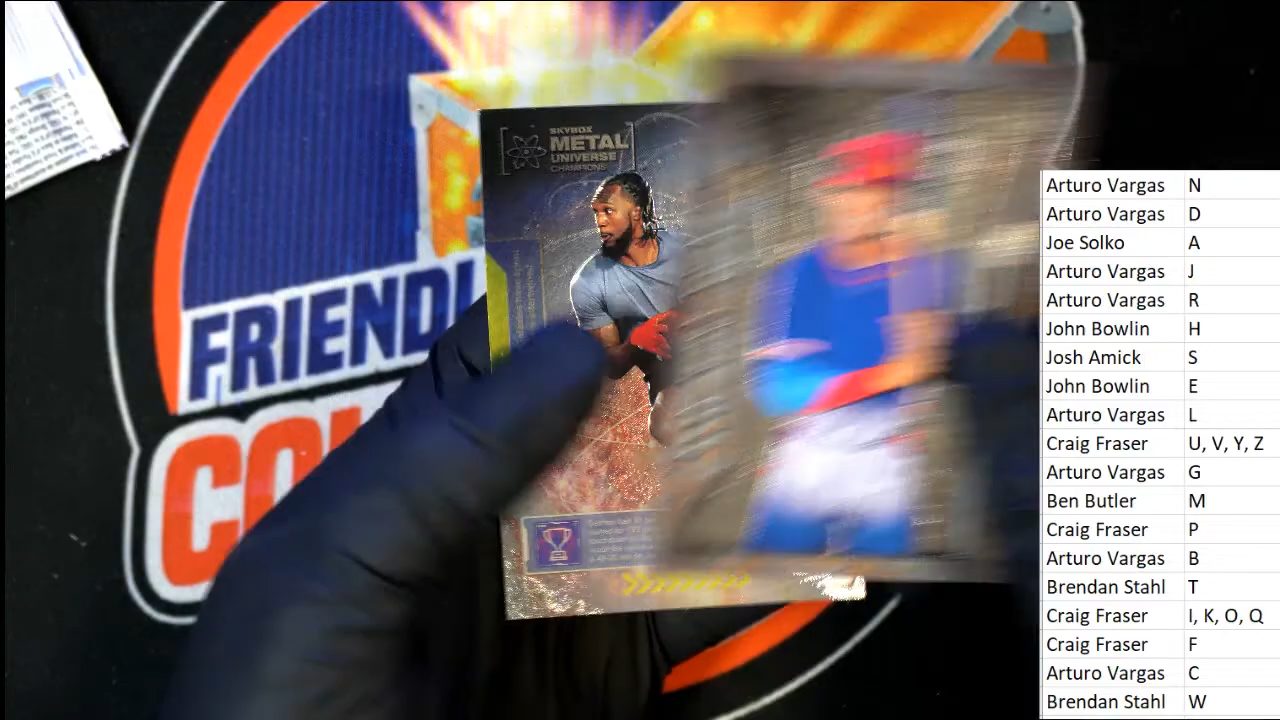 SKYBOX
METAL
UNIVERSE
CHAMPIONS
FRIENDL
CO
Arturo Vargas N
Arturo Vargas D
Joe Solko A
Arturo Vargas J
Arturo Vargas R
John Bowlin H
Josh Amick S
John Bowlin E
Arturo Vargas L
Craig Fraser U, V, Y, Z
Arturo Vargas G
Ben Butler M
Craig Fraser P
Arturo Vargas B
Brendan Stahl T
Craig Fraser I, K, O, Q
Craig Fraser F
Arturo Vargas C
Brendan Stahl W